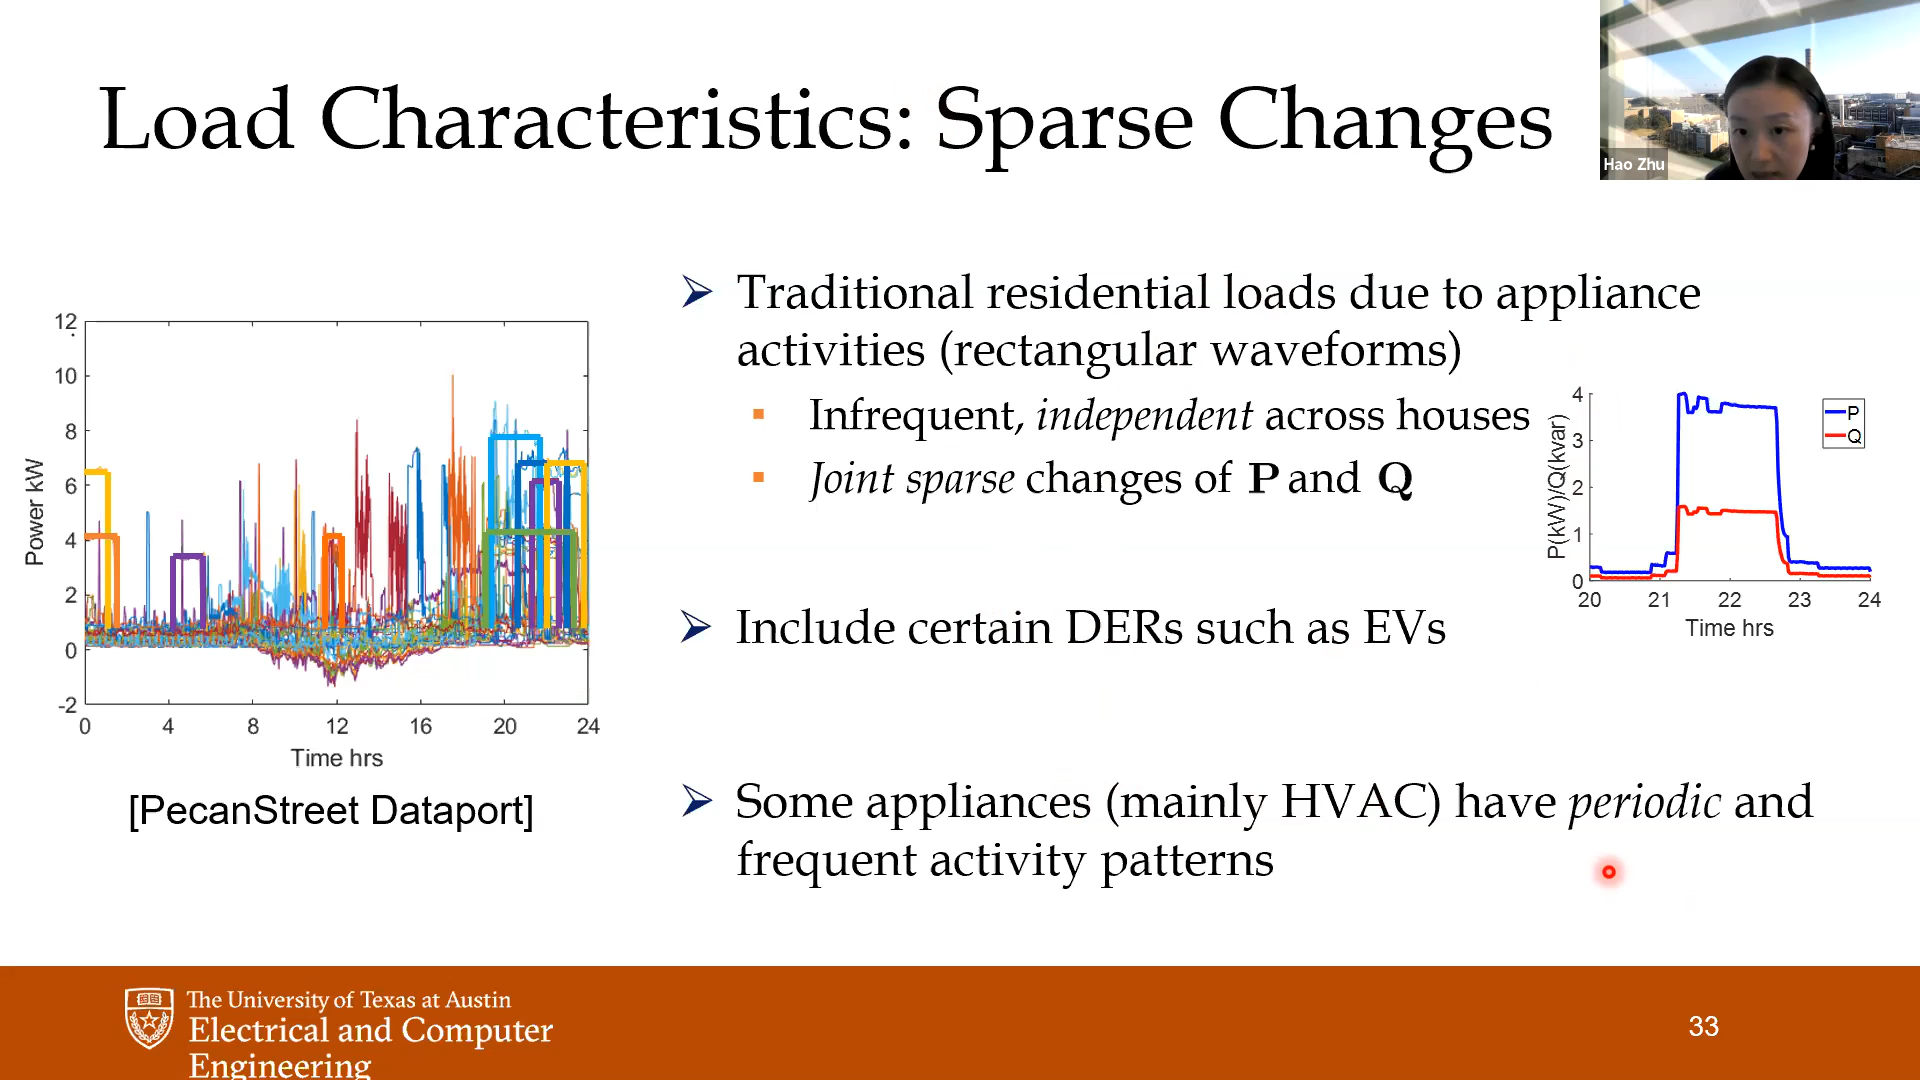 Load Characteristics: Sparse Changes
Hao Zhu
➢ Traditional residential loads due to appliance
activities (rectangular waveforms)
▪ Infrequent, independent across houses
▪ Joint sparse changes of P and Q
➢ Include certain DERs such as EVs
➢ Some appliances (mainly HVAC) have periodic and
frequent activity patterns
12
10
8
6
4
2
0
-2
Power kW
0 4 8 12 16 20 24
Time hrs
[PecanStreet Dataport]
4
3
2
1
0
P(kW)/Q(kvar)
P
Q
20 21 22 23 24
Time hrs
The University of Texas at Austin
Electrical and Computer
Engineering
33